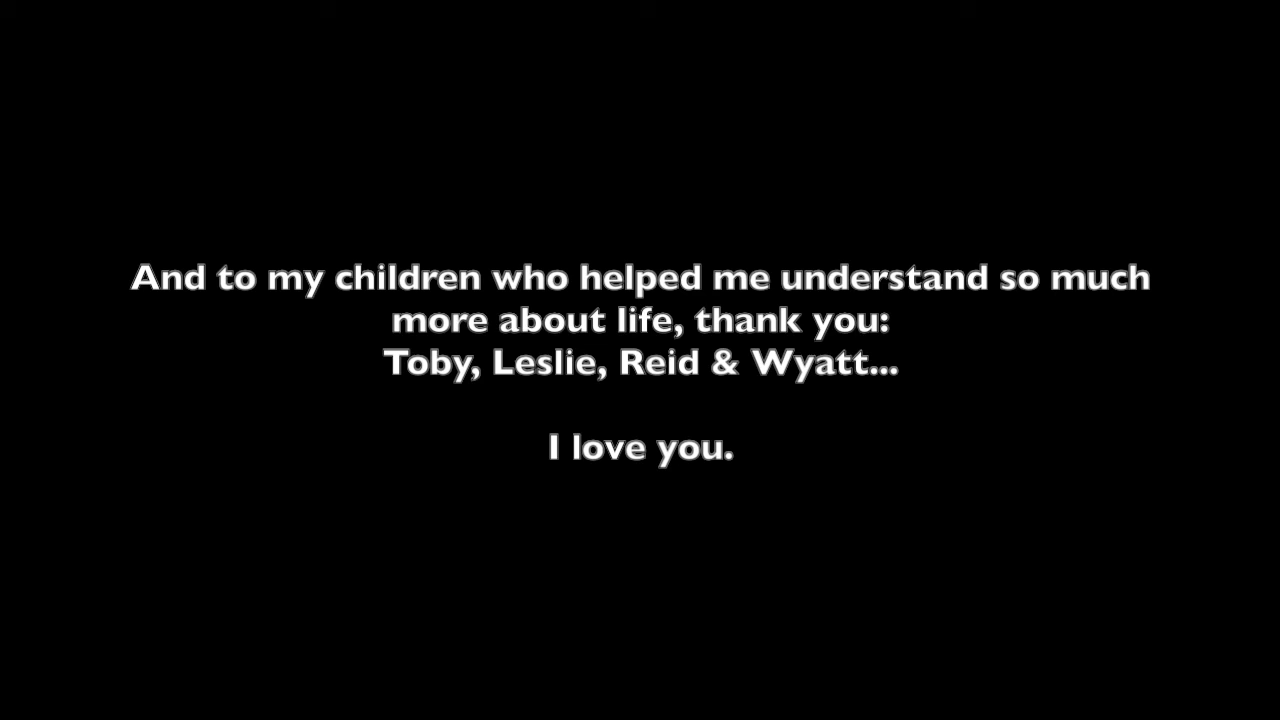 And to my children who helped me understand so much
more about life, thank you:
Toby, Leslie, Reid & Wyatt...
I love you.